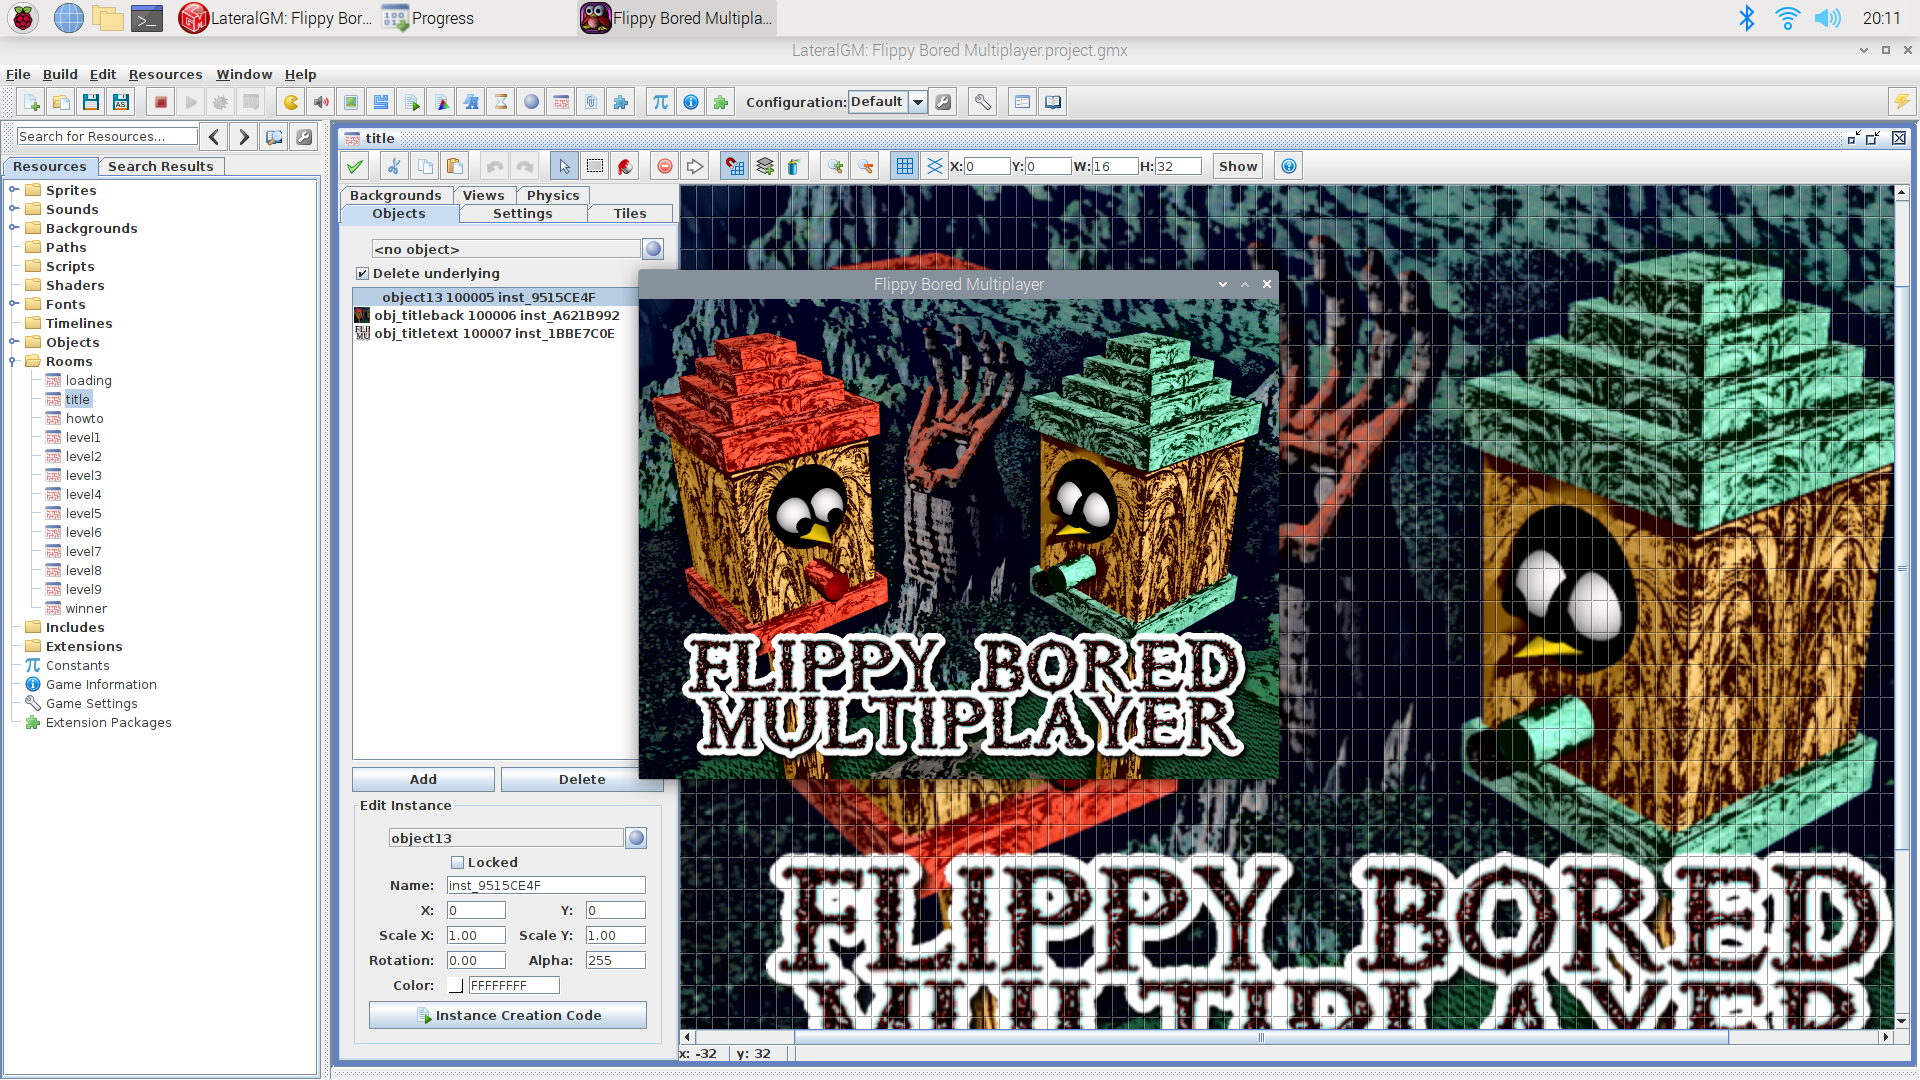 LateralGM: Flippy Bor... Progress Flippy Bored Multipla... 20:11
LateralGM: Flippy Bored Multiplayer.project.gmx
File Build Edit Resources Window Help
AS Configuration: Default
Search for Resources...
Resources Search Results
Sprites
Sounds
Backgrounds
Paths
Scripts
Shaders
Fonts
Timelines
Objects
Rooms
loading
title
howto
level1
level2
level3
level4
level5
level6
level7
level8
level9
winner
Includes
Extensions
Constants
Game Information
Game Settings
Extension Packages
title
X: 0 Y: 0 W: 16 H: 32 Show
Backgrounds Views Physics
Objects Settings Tiles
<no object>
Delete underlying
object13 100005 inst_9515CE4F
obj_titleback 100006 inst_A621B992
obj_titletext 100007 inst_1BBE7C0E
Add Delete
Edit Instance
object13
Locked
Name: inst_9515CE4F
X: 0 Y: 0
Scale X: 1.00 Scale Y: 1.00
Rotation: 0.00 Alpha: 255
Color: FFFFFFFF
Instance Creation Code
Flippy Bored Multiplayer
FLIPPY BORED
MULTIPLAYER
FLIPPY BORED
MULTIPLAYER
x: -32 y: 32